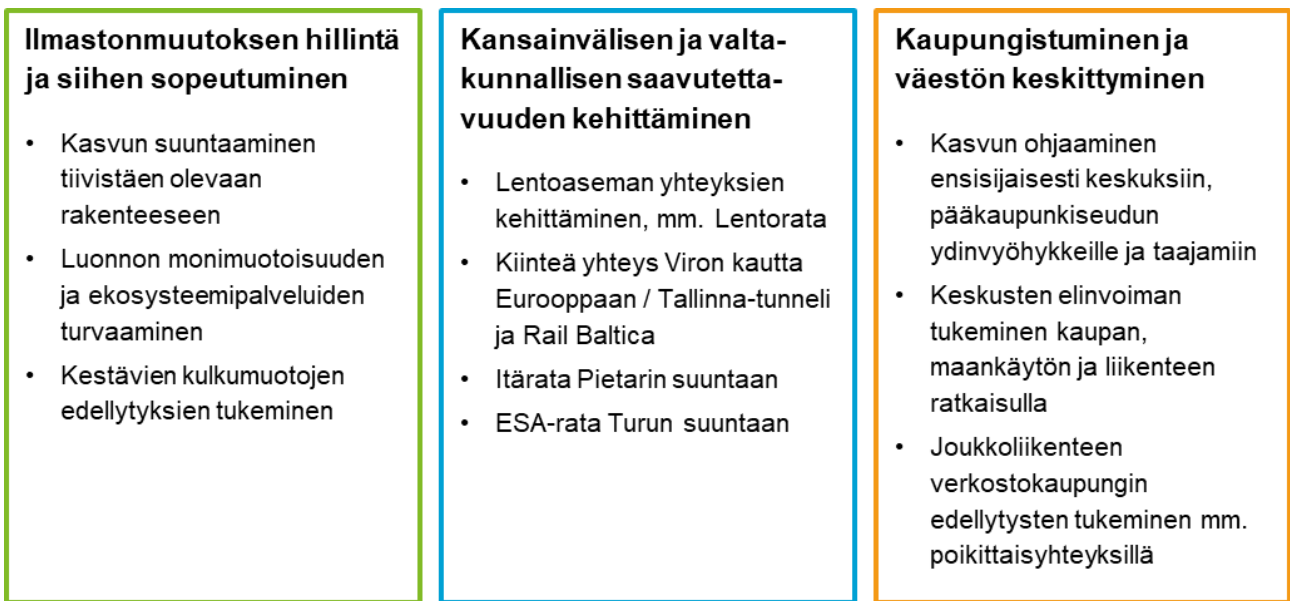 Ilmastonmuutoksen hillintä
ja siihen sopeutuminen
• Kasvun suuntaaminen
tiivistäen olevaan
rakenteeseen
• Luonnon monimuotoisuuden
ja ekosysteemipalveluiden
turvaaminen
• Kestävien kulkumuotojen
edellytyksien tukeminen
Kansainvälisen ja valta-
kunnallisen saavutetta-
vuuden kehittäminen
• Lentoaseman yhteyksien
kehittäminen, mm. Lentorata
• Kiinteä yhteys Viron kautta
Eurooppaan / Tallinna-tunneli
ja Rail Baltica
• Itärata Pietarin suuntaan
• ESA-rata Turun suuntaan
Kaupungistuminen ja
väestön keskittyminen
• Kasvun ohjaaminen
ensisijaisesti keskuksiin,
pääkaupunkiseudun
ydinvyöhykkeille ja taajamiin
• Keskusten elinvoiman
tukeminen kaupan,
maankäytön ja liikenteen
ratkaisulla
• Joukkoliikenteen
verkostokaupungin
edellytysten tukeminen mm.
poikittaisyhteyksillä